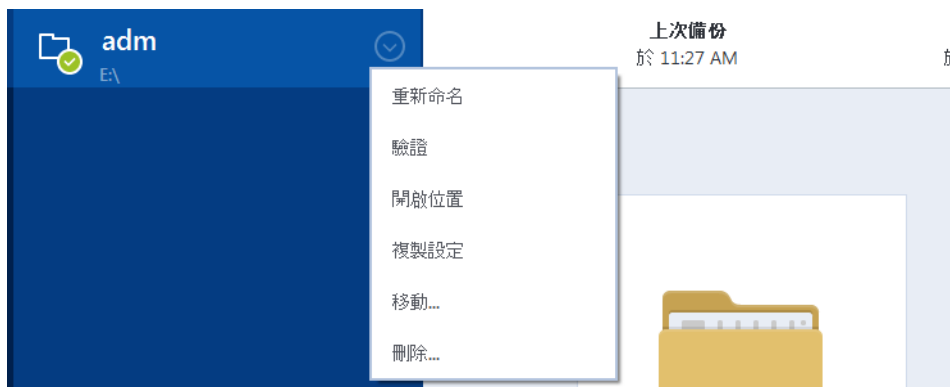 adm
E:\
上次備份
於 11:27 AM
重新命名
驗證
開啟位置
複製設定
移動...
刪除...